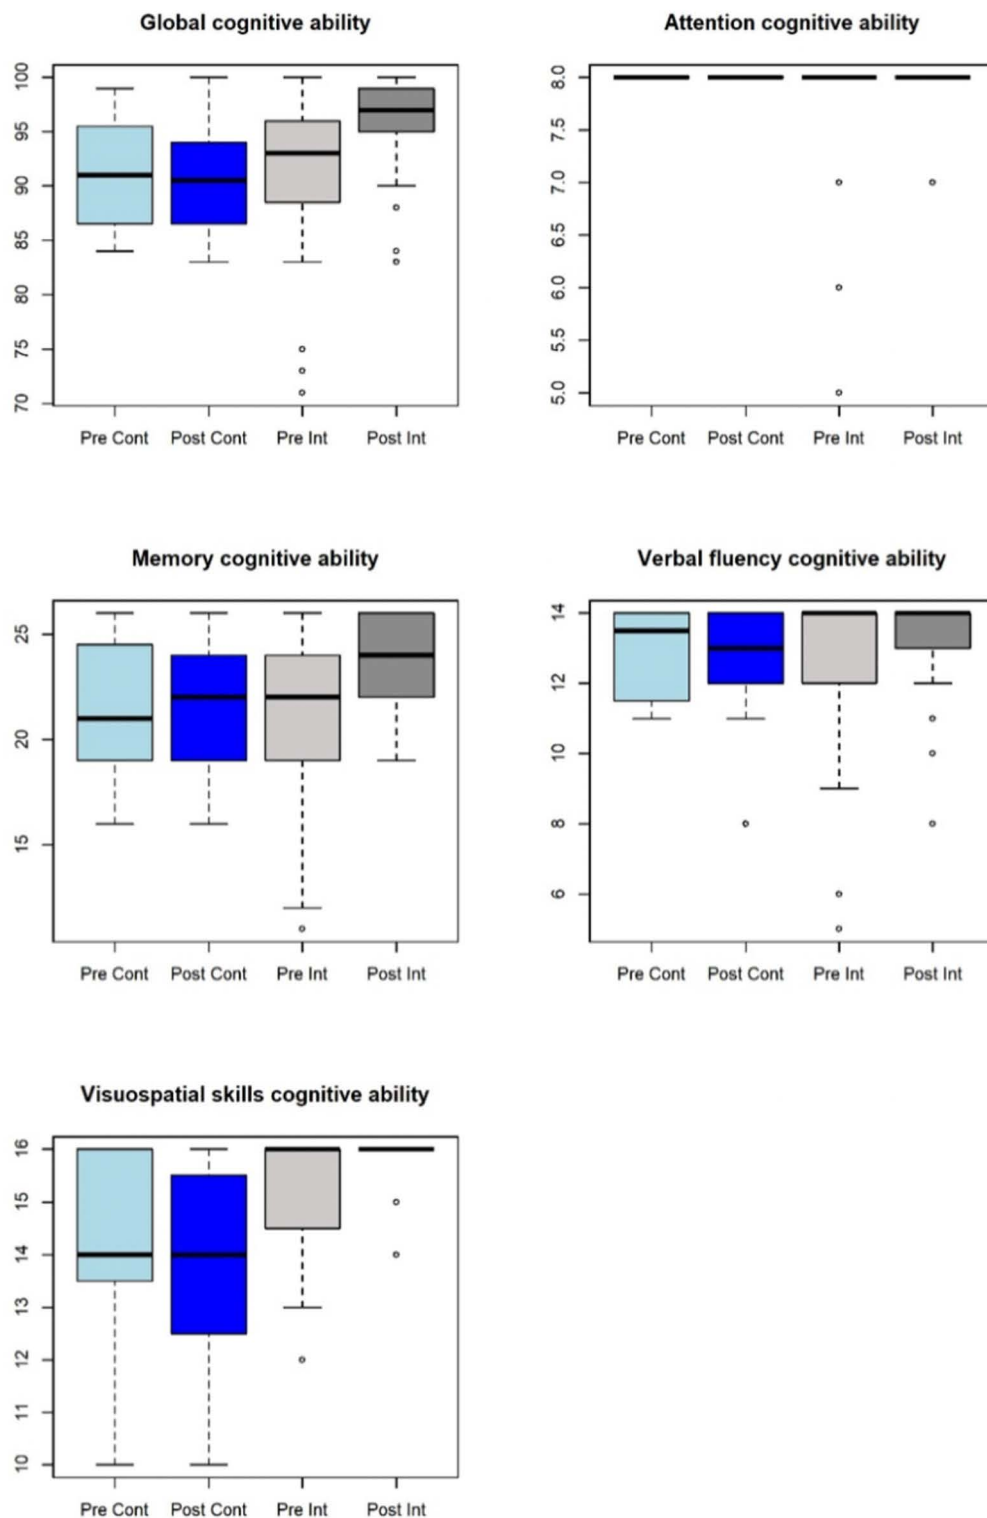 Global cognitive ability
100
95
90
85
80
75
70
Pre Cont Post Cont Pre Int Post Int
Attention cognitive ability
8.0
7.5
7.0
6.5
6.0
5.5
5.0
Pre Cont Post Cont Pre Int Post Int
Memory cognitive ability
25
20
15
Pre Cont Post Cont Pre Int Post Int
Verbal fluency cognitive ability
14
12
10
8
6
Pre Cont Post Cont Pre Int Post Int
Visuospatial skills cognitive ability
16
15
14
13
12
11
10
Pre Cont Post Cont Pre Int Post Int